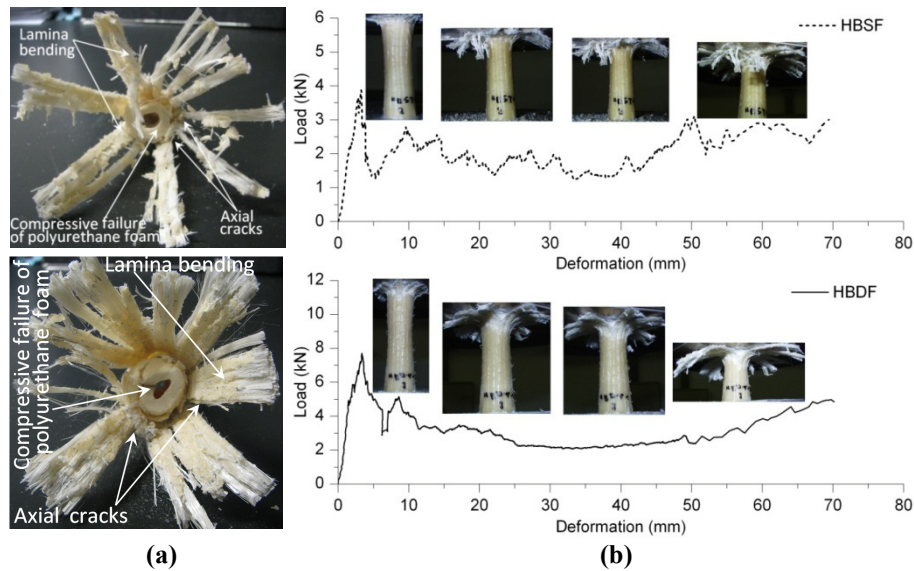 Lamina
bending
Compressive failure
of polyurethane foam
Axial
cracks
Compressive failure of
polyurethane foam
Lamina bending
Axial cracks
(a)
HBSF
Load (kN)
6
5
4
3
2
1
0
0 10 20 30 40 50 60 70 80
Deformation (mm)
HBDF
Load (kN)
12
10
8
6
4
2
0
0 10 20 30 40 50 60 70 80
Deformation (mm)
(b)